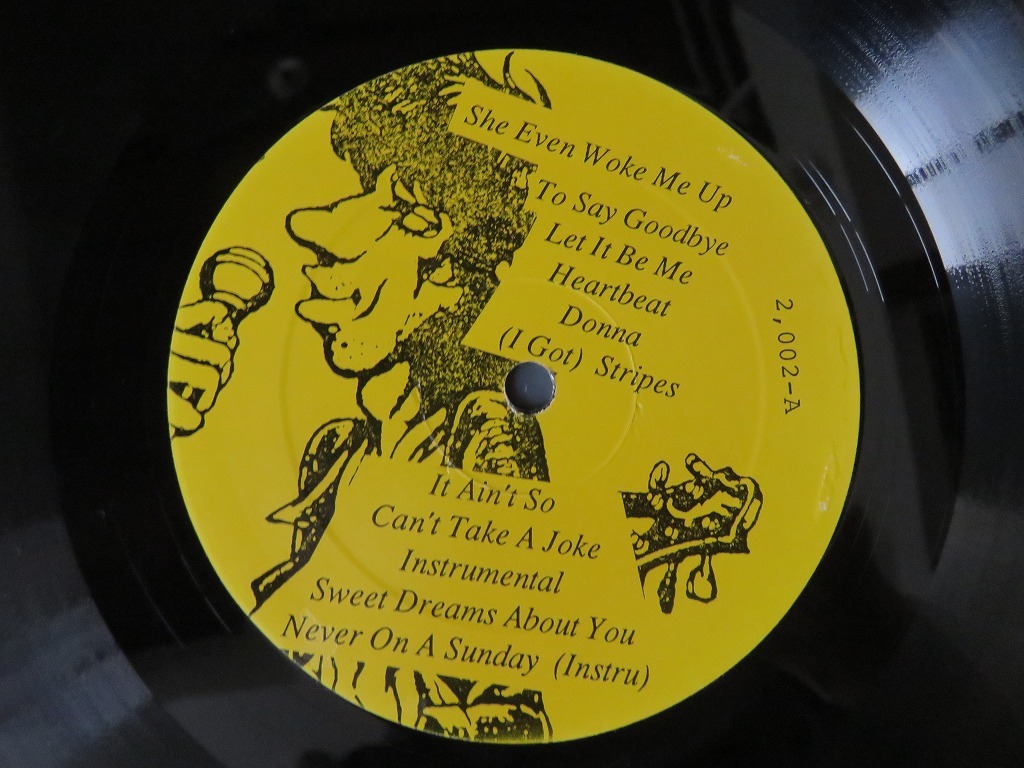 She Even Woke Me Up
To Say Goodbye
Let It Be Me
Heartbeat
Donna
(I Got) Stripes
2,002-A
It Ain't So
Can't Take A Joke
Instrumental
Sweet Dreams About You
Never On A Sunday (Instru)